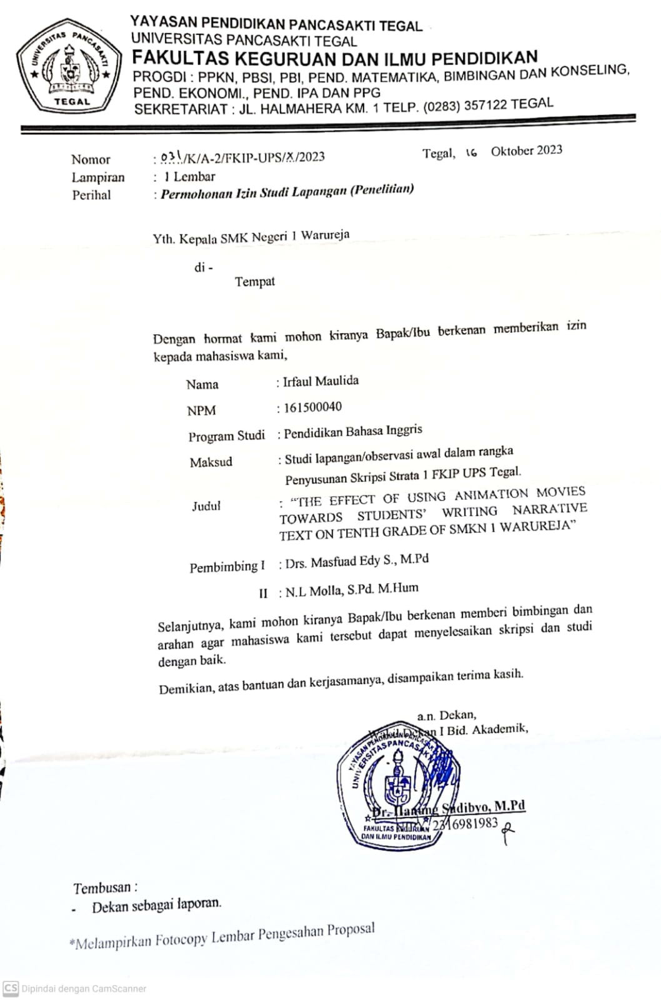 YAYASAN PENDIDIKAN PANCASAKTI TEGAL
UNIVERSITAS PANCASAKTI TEGAL
FAKULTAS KEGURUAN DAN ILMU PENDIDIKAN
PROGDI : PPKN, PBSI, PBI, PEND. MATEMATIKA, BIMBINGAN DAN KONSELING,
PEND. EKONOMI., PEND. IPA DAN PPG
SEKRETARIAT : JL. HALMAHERA KM. 1 TELP. (0283) 357122 TEGAL
UNIVERSITAS PANCASAKTI
TEGAL
Nomor : 031/K/A-2/FKIP-UPS/X/2023 Tegal, 16 Oktober 2023
Lampiran : 1 Lembar
Perihal : Permohonan Izin Studi Lapangan (Penelitian)
Yth. Kepala SMK Negeri 1 Warureja
di -
Tempat
Dengan hormat kami mohon kiranya Bapak/Ibu berkenan memberikan izin
kepada mahasiswa kami,
Nama : Irfaul Maulida
NPM : 161500040
Program Studi : Pendidikan Bahasa Inggris
Maksud : Studi lapangan/observasi awal dalam rangka
Penyusunan Skripsi Strata 1 FKIP UPS Tegal.
Judul : “THE EFFECT OF USING ANIMATION MOVIES
TOWARDS STUDENTS’ WRITING NARRATIVE
TEXT ON TENTH GRADE OF SMKN 1 WARUREJA”
Pembimbing I : Drs. Masfuad Edy S., M.Pd
II : N.L Molla, S.Pd. M.Hum
Selanjutnya, kami mohon kiranya Bapak/Ibu berkenan memberi bimbingan dan
arahan agar mahasiswa kami tersebut dapat menyelesaikan skripsi dan studi
dengan baik.
Demikian, atas bantuan dan kerjasamanya, disampaikan terima kasih.
a.n. Dekan,
Wakil Dekan I Bid. Akademik,
YAYASAN PENDIDIKAN PANCASAKTI
UNIVERSITAS PANCASAKTI
Dr. Hanung Sudibyo, M.Pd
2316981983
FAKULTAS KEGURUAN
DAN ILMU PENDIDIKAN
Tembusan :
- Dekan sebagai laporan.
*Melampirkan Fotocopy Lembar Pengesahan Proposal
CS Dipindai dengan CamScanner